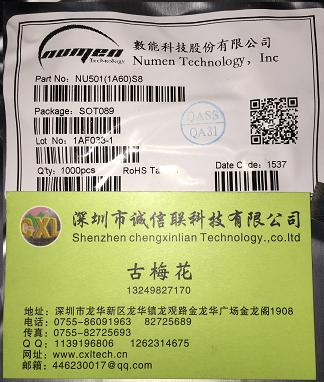 numen
Technology
數能科技股份有限公司
Numen Technology, Inc
Part No: NU501(1A60)S8
Package: SOT089
QASS
QA31
Lot No: 1AF083-1
Date Code: 1537
Q'ty: 1000pcs
RoHS
CXL
深圳市诚信联科技有限公司
Shenzhen chengxinlian Technology.,co.ltd
古梅花
13249827170
地址：深圳市龙华新区龙华镇龙观路金龙华广场金龙阁1908
电话：0755-86091963 82725689
传真：0755-82725687
Q Q：1139196806 1262314675
网址：www.cxltech.cn
邮箱：446230017@qq.com